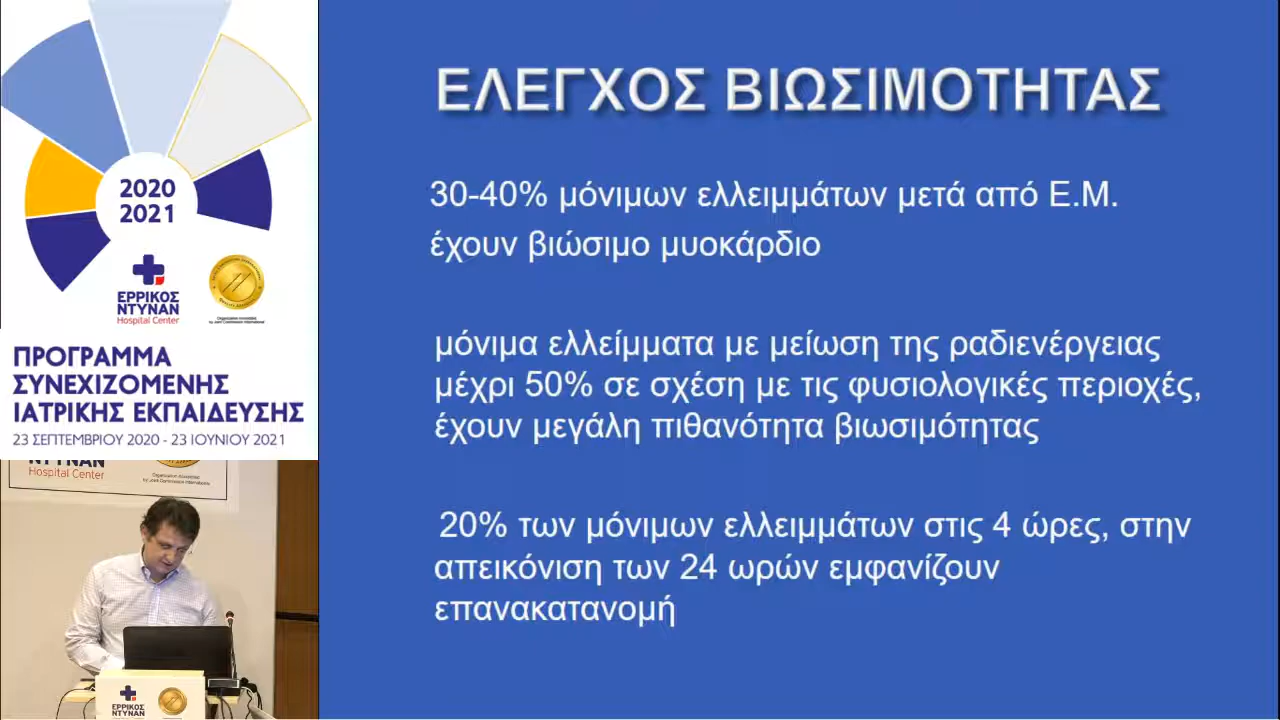 2020
2021
ΕΡΡΙΚΟΣ
ΝΤΥΝΑΝ
Hospital Center
ΠΡΟΓΡΑΜΜΑ
ΣΥΝΕΧΙΖΟΜΕΝΗΣ
ΙΑΤΡΙΚΗΣ ΕΚΠΑΙΔΕΥΣΗΣ
23 ΣΕΠΤΕΜΒΡΙΟΥ 2020 - 23 ΙΟΥΝΙΟΥ 2021
ΝΤΥΝΑΝ
Hospital Center
ΕΡΡΙΚΟΣ
ΝΤΥΝΑΝ
ΕΛΕΓΧΟΣ ΒΙΩΣΙΜΟΤΗΤΑΣ
30-40% μόνιμων ελλειμμάτων μετά από Ε.Μ.
έχουν βιώσιμο μυοκάρδιο
μόνιμα ελλείμματα με μείωση της ραδιενέργειας
μέχρι 50% σε σχέση με τις φυσιολογικές περιοχές,
έχουν μεγάλη πιθανότητα βιωσιμότητας
20% των μόνιμων ελλειμμάτων στις 4 ώρες, στην
απεικόνιση των 24 ωρών εμφανίζουν
επανακατανομή